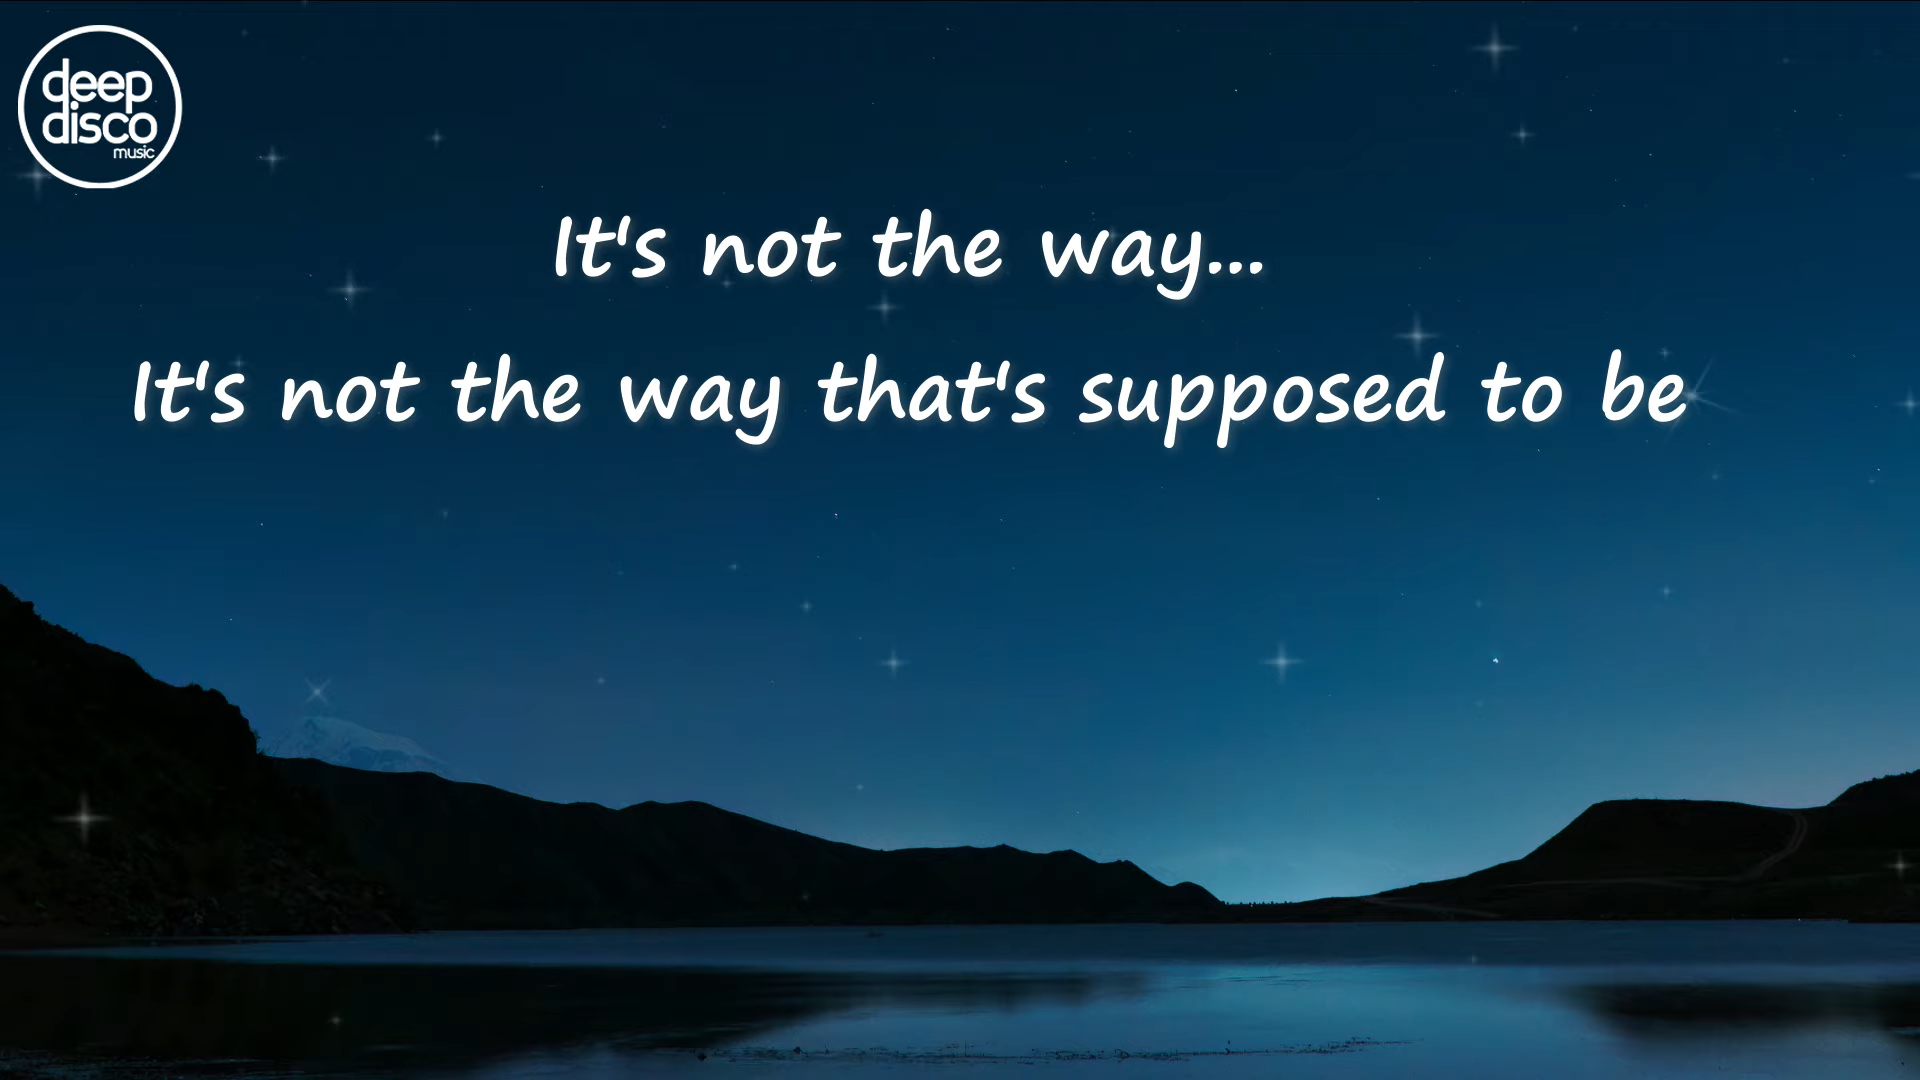 deep
disco
music
It's not the way...
It's not the way that's supposed to be